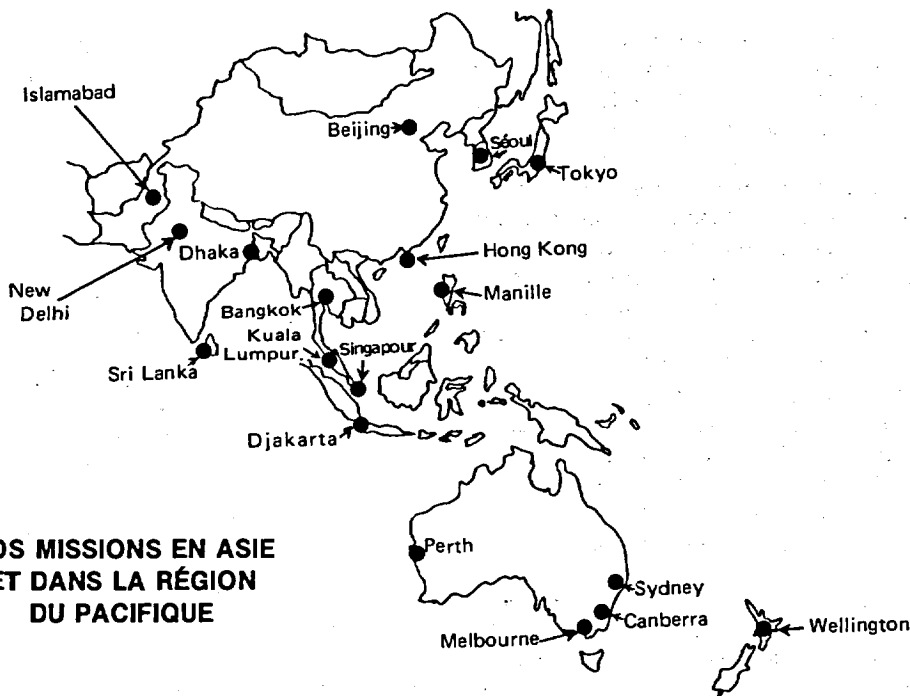 Islamabad
Beijing
Séoul
Tokyo
Dhaka
Hong Kong
New
Delhi
Manille
Bangkok
Kuala
Lumpur
Singapour
Sri Lanka
Djakarta
OS MISSIONS EN ASIE
ET DANS LA RÉGION
DU PACIFIQUE
Perth
Sydney
Canberra
Melbourne
Wellington